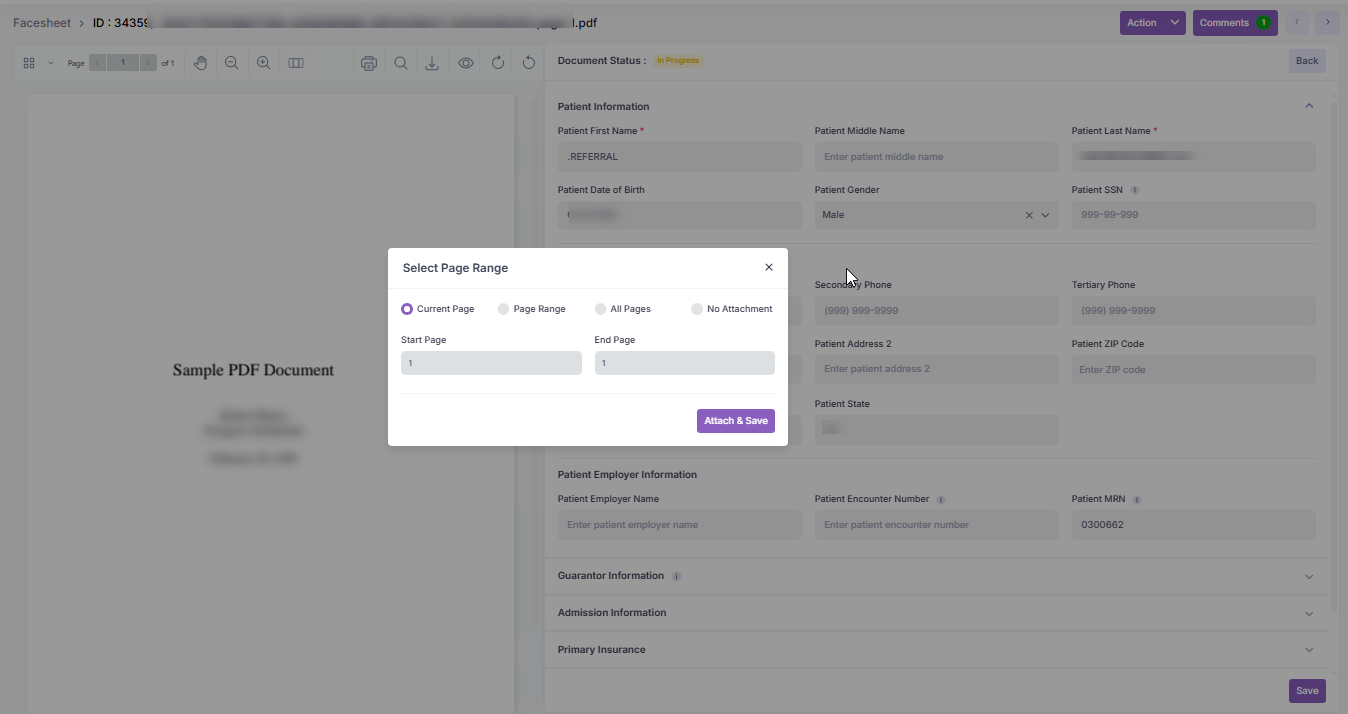 Facesheet > ID : 34359 l.pdf
Action Comments 1
Page 1 of 1
Document Status : In Progress Back
Sample PDF Document
Patient Information
Patient First Name * Patient Middle Name Patient Last Name *
.REFERRAL Enter patient middle name
Patient Date of Birth Patient Gender Patient SSN
Male 999-99-999
Secondary Phone Tertiary Phone
(999) 999-9999 (999) 999-9999
Patient Address 2 Patient ZIP Code
Enter patient address 2 Enter ZIP code
Patient State
Patient Employer Information
Patient Employer Name Patient Encounter Number Patient MRN
Enter patient employer name Enter patient encounter number 0300662
Guarantor Information
Admission Information
Primary Insurance
Save
Select Page Range
Current Page Page Range All Pages No Attachment
Start Page End Page
1 1
Attach & Save